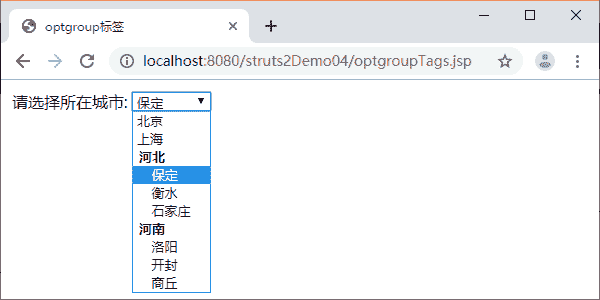 optgroup标签
localhost:8080/struts2Demo04/optgroupTags.jsp
请选择所在城市: 保定
北京
上海
河北
保定
衡水
石家庄
河南
洛阳
开封
商丘